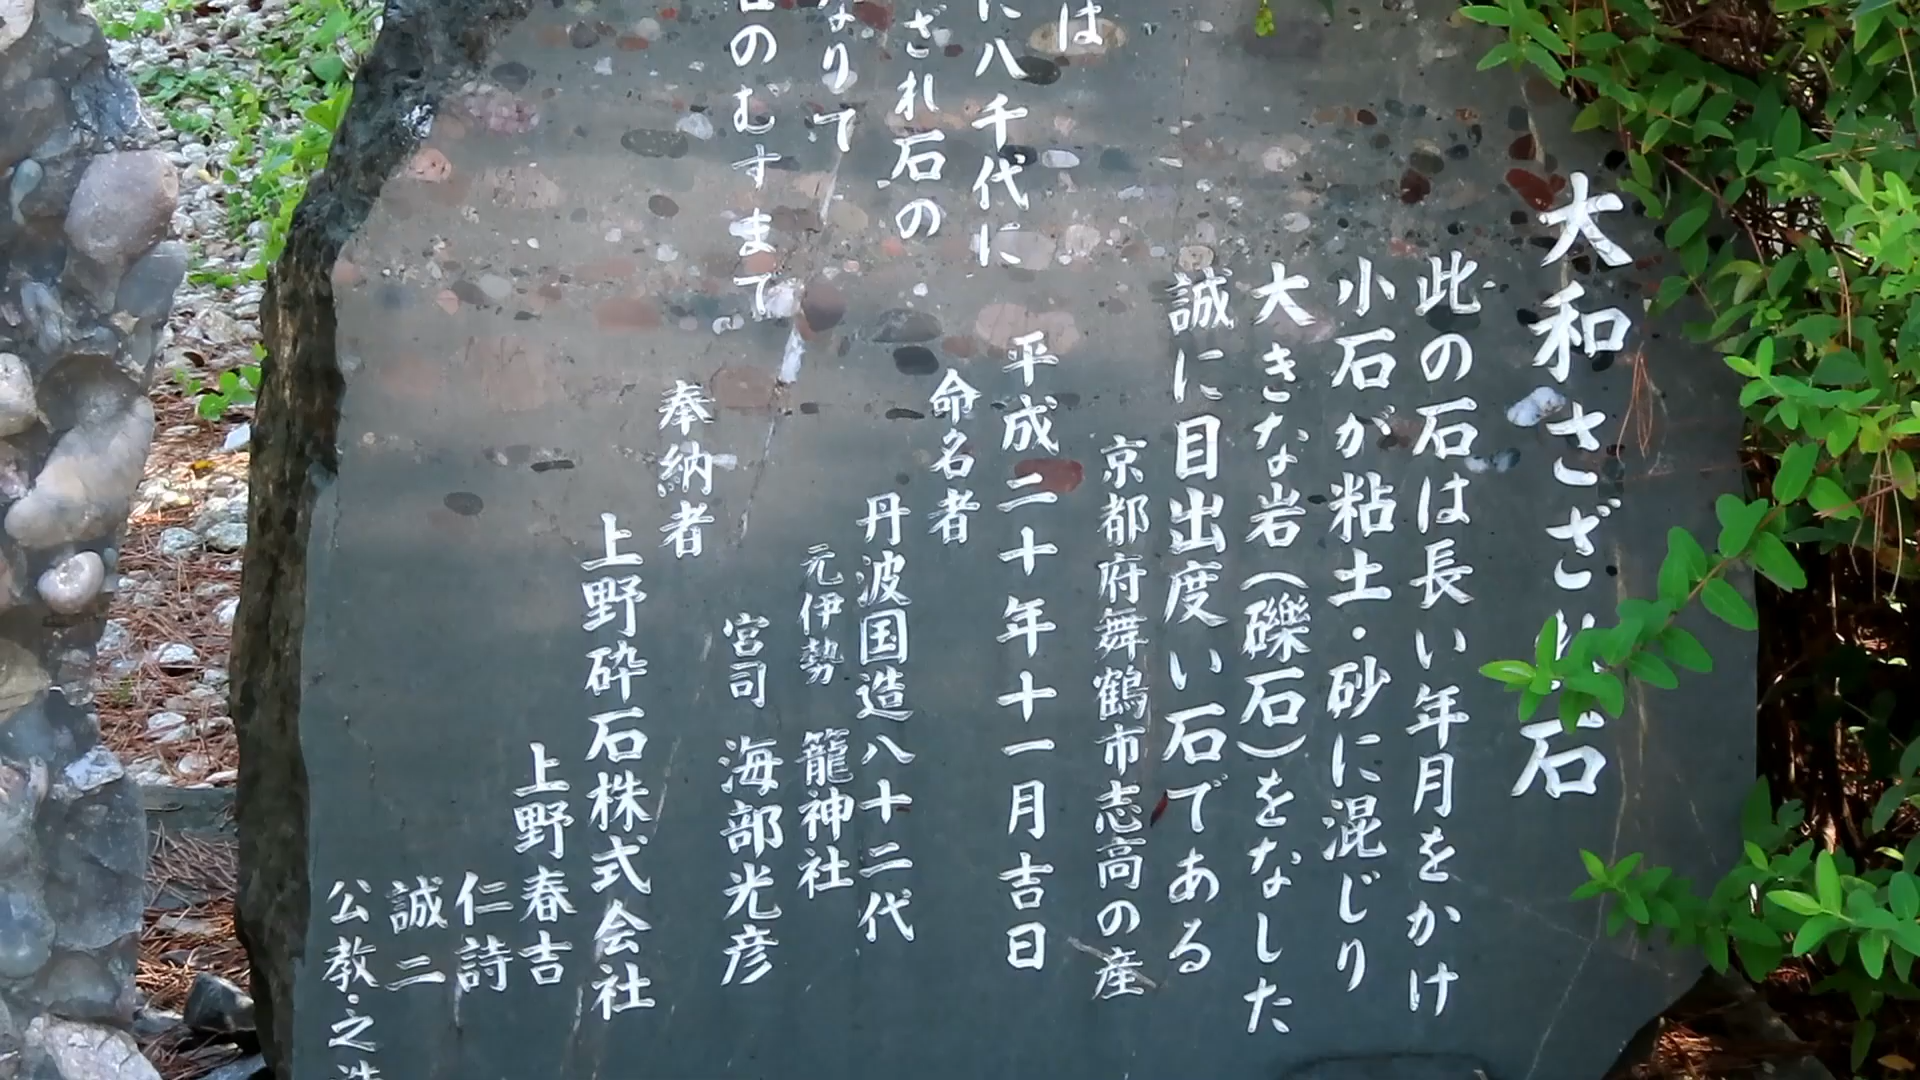 大和さざれ石
此の石は長い年月をかけ
小石が粘土・砂に混じり
大きな岩(礫石)をなした
誠に目出度い石である
京都府舞鶴市志高の産
は
に八千代に
ざれ石の
なりて
のむすまで
平成二十年十一月吉日
命名者
丹波国造八十二代
元伊勢 籠神社
宮司 海部光彦
奉納者
上野砕石株式会社
上野春吉
仁詩
誠二
公教・之